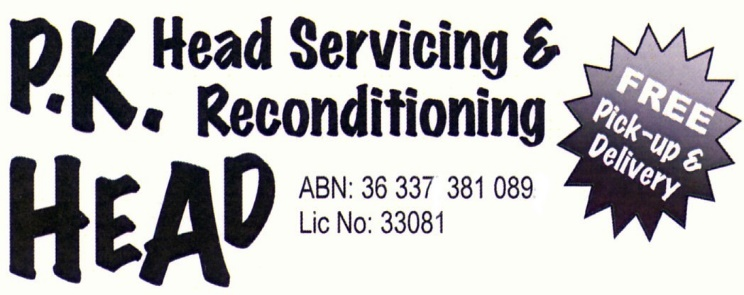 P.K. Head Servicing &
Reconditioning
HEAD
ABN: 36 337 381 089
Lic No: 33081
FREE
Pick-up &
Delivery